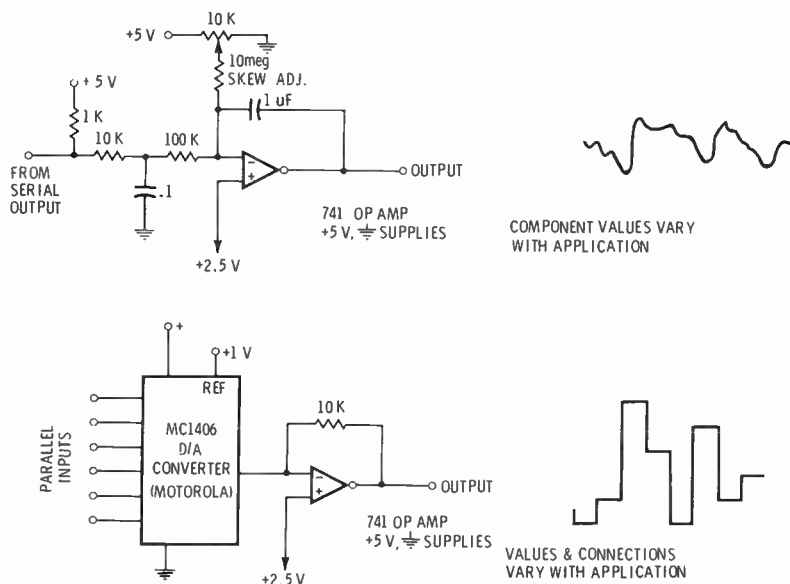 10 K
+5 V
10meg
SKEW ADJ.
+ 5 V
1 uF
1 K
10 K
100 K
FROM
SERIAL
OUTPUT
.1
−
+
OUTPUT
741 OP AMP
+5 V, SUPPLIES
+2.5 V
COMPONENT VALUES VARY
WITH APPLICATION
+
+1 V
REF
PARALLEL
INPUTS
MC1406
D/A
CONVERTER
(MOTOROLA)
10 K
−
+
OUTPUT
741 OP AMP
+5 V, SUPPLIES
+2.5 V
VALUES & CONNECTIONS
VARY WITH APPLICATION